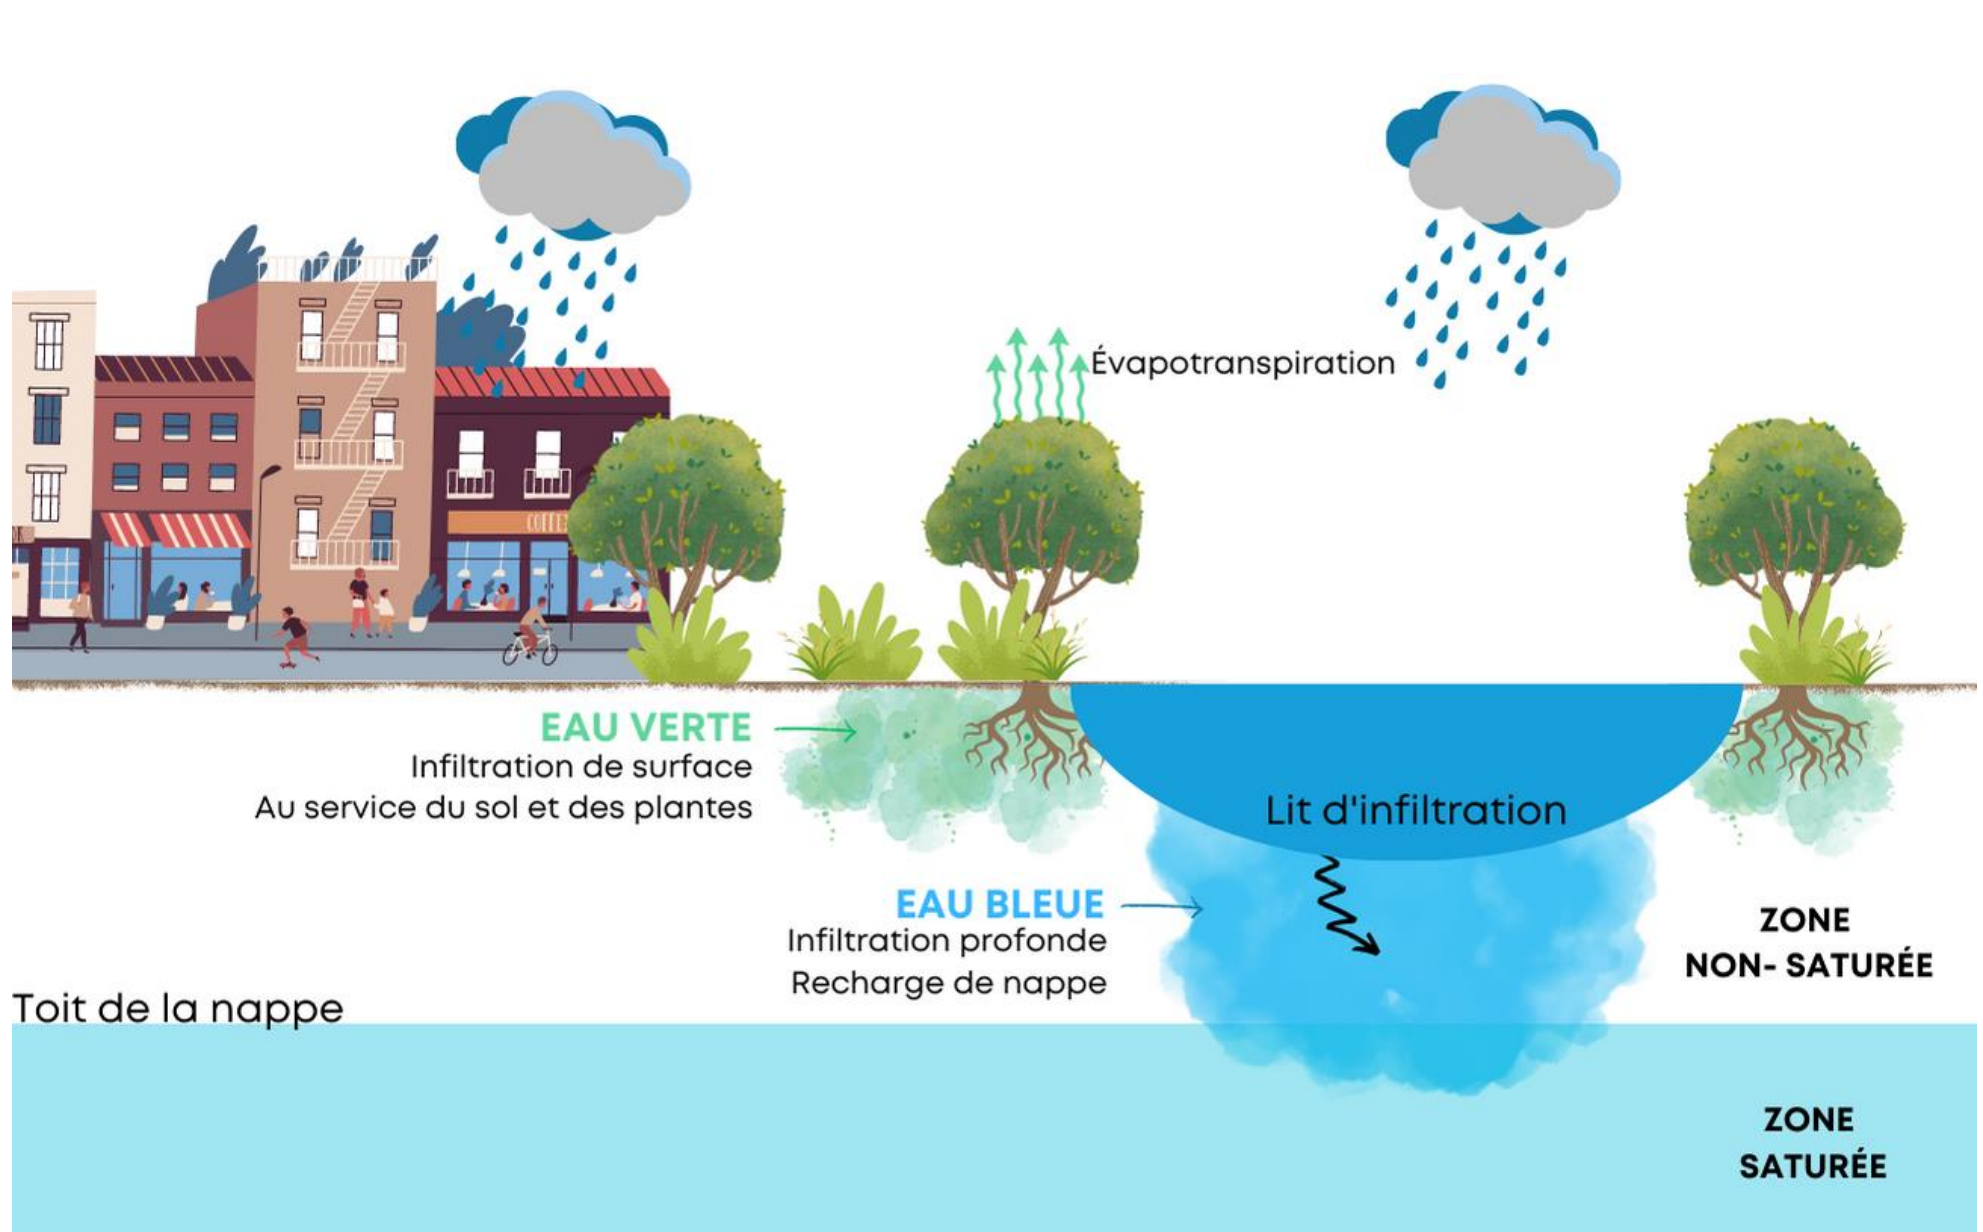 Évapotranspiration
EAU VERTE
Infiltration de surface
Au service du sol et des plantes
Lit d'infiltration
EAU BLEUE
Infiltration profonde
Recharge de nappe
ZONE
NON- SATURÉE
Toit de la nappe
ZONE
SATURÉE